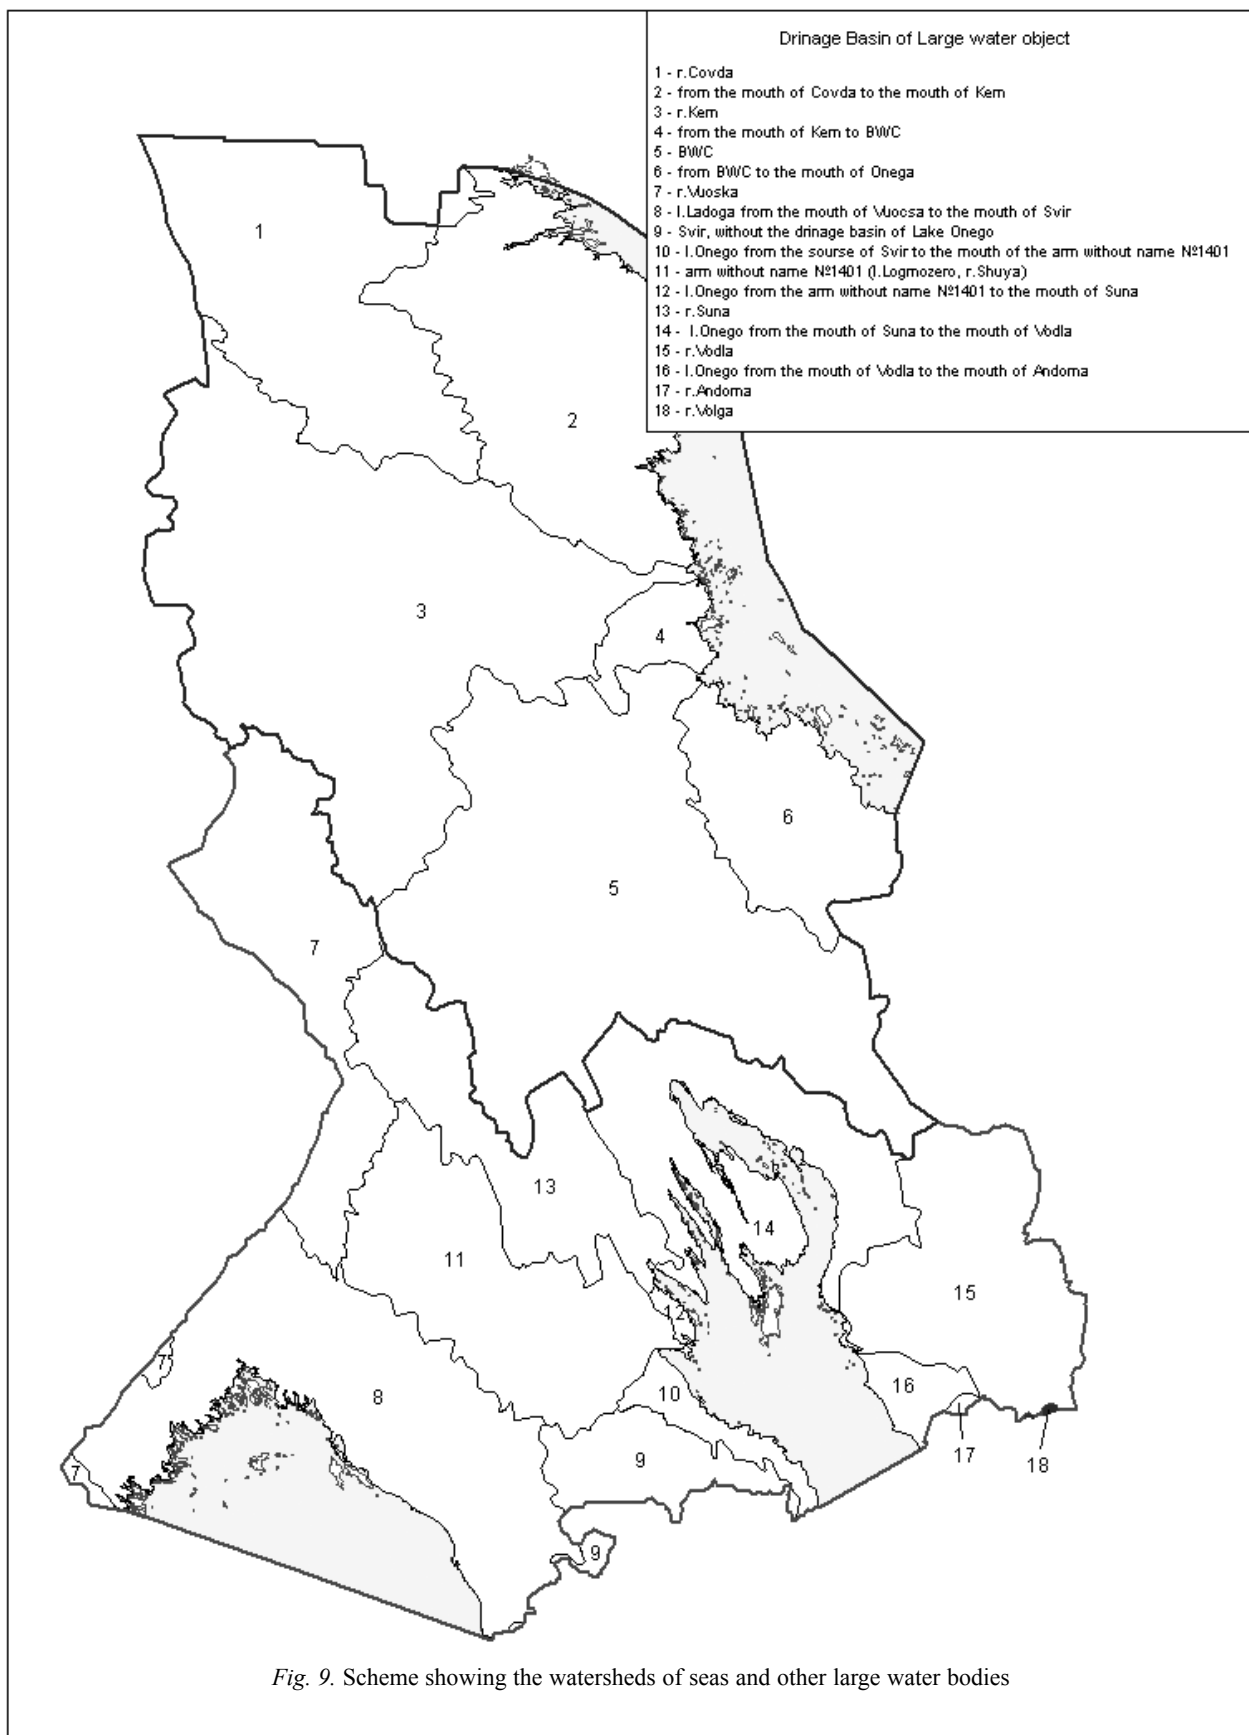 Drinage Basin of Large water object
1 - r.Covda
2 - from the mouth of Covda to the mouth of Kem
3 - r.Kem
4 - from the mouth of Kem to BWC
5 - BWC
6 - from BWC to the mouth of Onega
7 - r.Vuoska
8 - l.Ladoga from the mouth of Vuocsa to the mouth of Svir
9 - Svir, without the drinage basin of Lake Onego
10 - l.Onego from the sourse of Svir to the mouth of the arm without name №1401
11 - arm without name №1401 (l.Logmozero, r.Shuya)
12 - l.Onego from the arm without name №1401 to the mouth of Suna
13 - r.Suna
14 - l.Onego from the mouth of Suna to the mouth of Vodla
15 - r.Vodla
16 - l.Onego from the mouth of Vodla to the mouth of Andoma
17 - r.Andoma
18 - r.Volga
1
2
3
4
6
5
7
13
14
11
15
12
7
8
10
16
17
18
9
7
9
Fig. 9. Scheme showing the watersheds of seas and other large water bodies